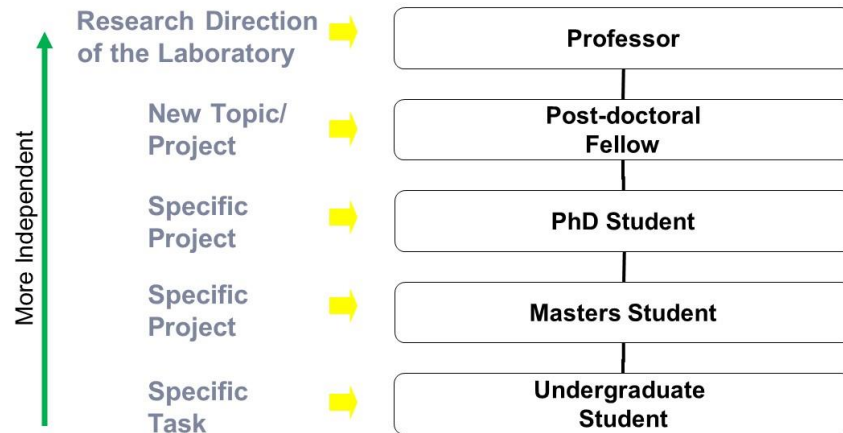 Research Direction
of the Laboratory
Professor
New Topic/
Project
Post-doctoral
Fellow
Specific
Project
PhD Student
Specific
Project
Masters Student
Specific
Task
Undergraduate
Student
More Independent